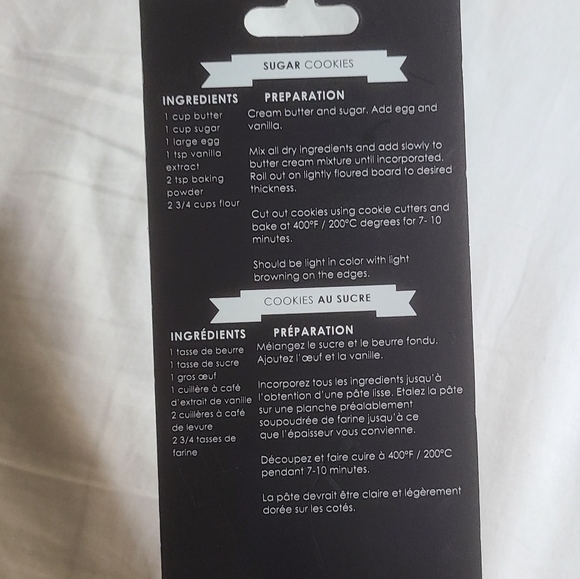 SUGAR COOKIES
INGREDIENTS
1 cup butter
1 cup sugar
1 large egg
1 tsp vanilla
extract
2 tsp baking
powder
2 3/4 cups flour
PREPARATION
Cream butter and sugar. Add egg and
vanilla.
Mix all dry ingredients and add slowly to
butter cream mixture until incorporated.
Roll out on lightly floured board to desired
thickness.
Cut out cookies using cookie cutters and
bake at 400ºF / 200ºC degrees for 7- 10
minutes.
Should be light in color with light
browning on the edges.
COOKIES AU SUCRE
INGRÉDIENTS
1 tasse de beurre
1 tasse de sucre
1 gros œuf
1 cuillère à café
d'extrait de vanille
2 cuillères à café
de levure
2 3/4 tasses de
farine
PRÉPARATION
Mélangez le sucre et le beurre fondu.
Ajoutez l'œuf et la vanille.
Incorporez tous les ingredients jusqu'à
l'obtention d'une pâte lisse. Etalez la pâte
sur une planche préalablement
soupoudrée de farine jusqu'à ce
que l'épaisseur vous convienne.
Découpez et faire cuire à 400ºF / 200ºC
pendant 7-10 minutes.
La pâte devrait être claire et légèrement
dorée sur les cotés.